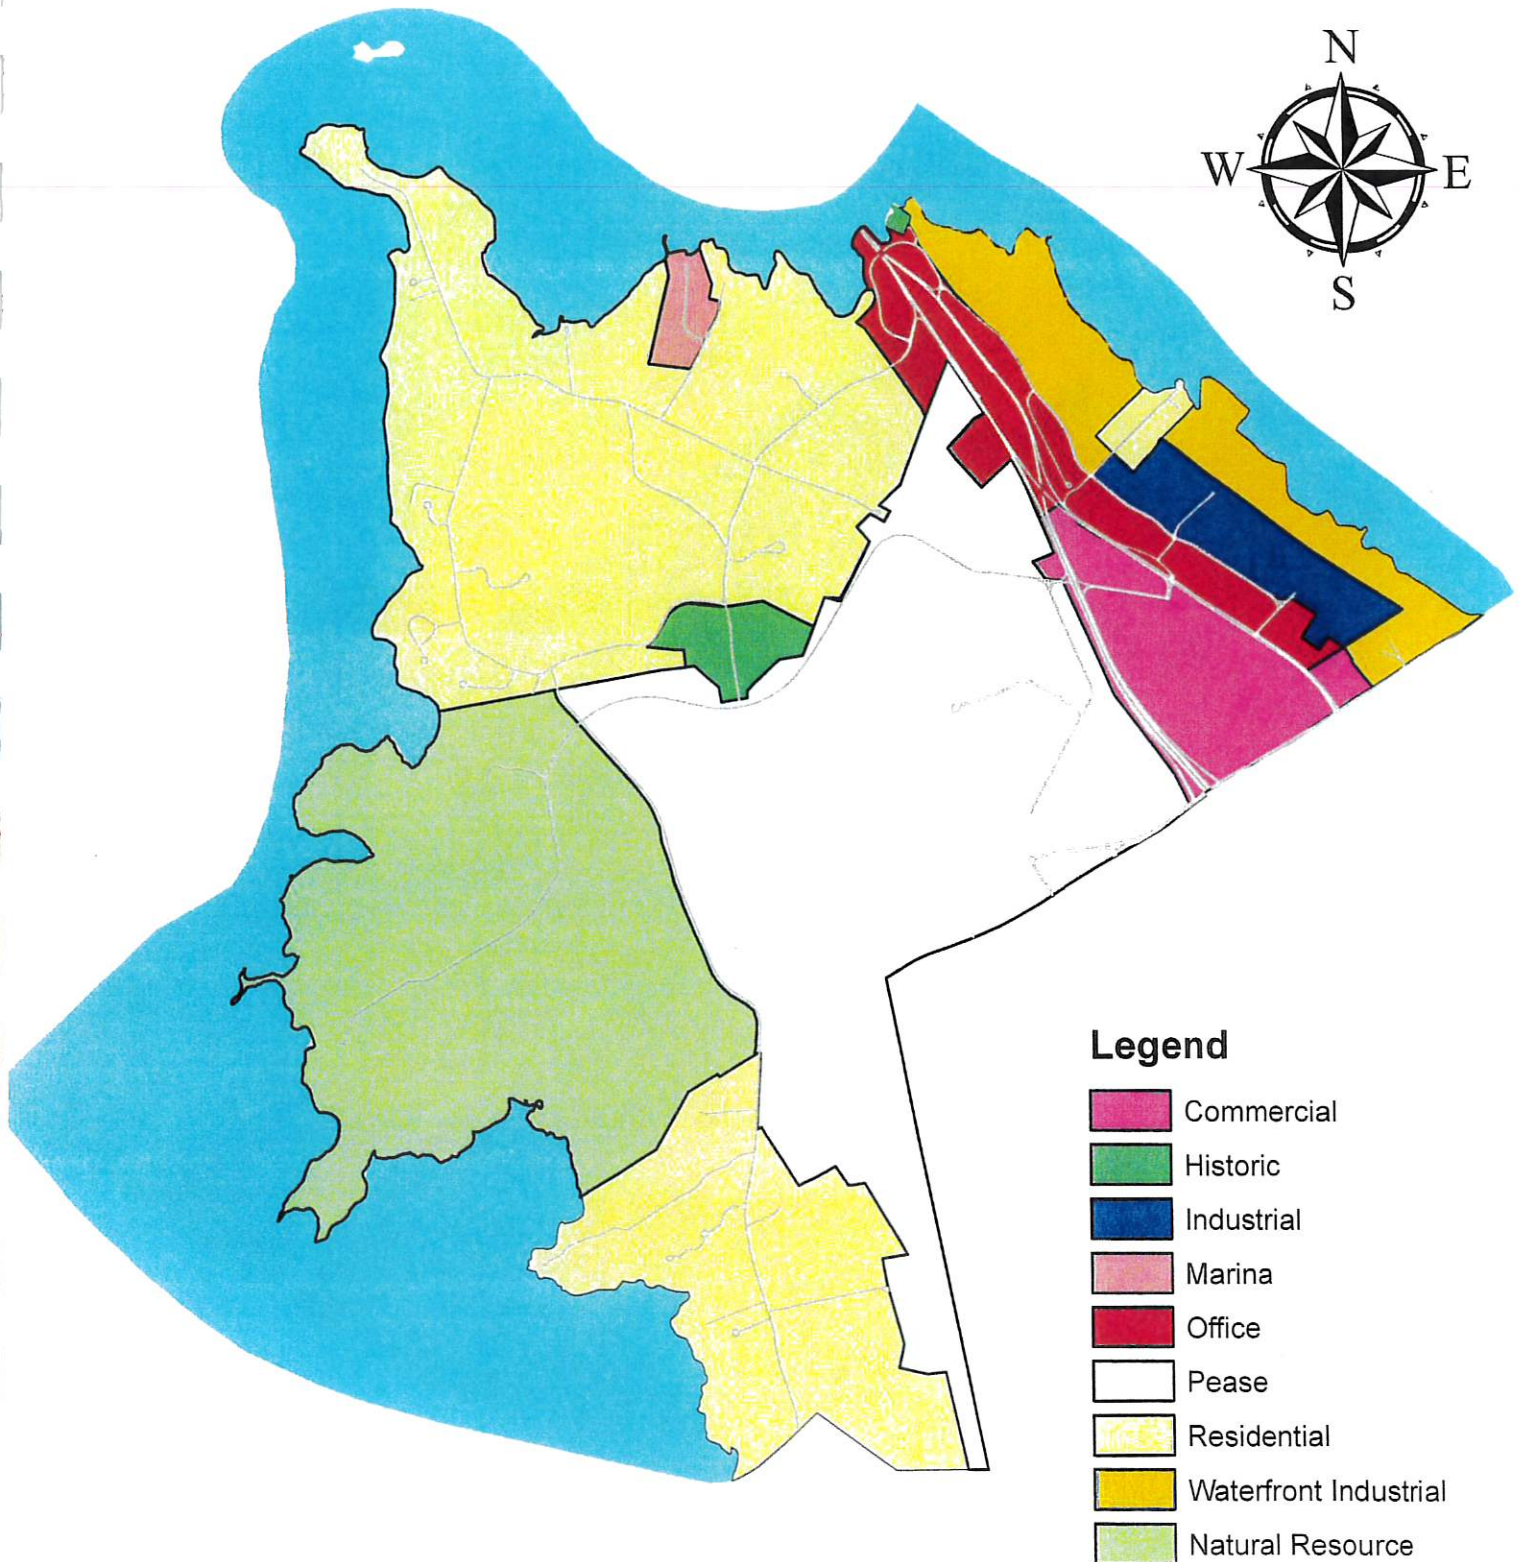 N
W E
S
Legend
Commercial
Historic
Industrial
Marina
Office
Pease
Residential
Waterfront Industrial
Natural Resource